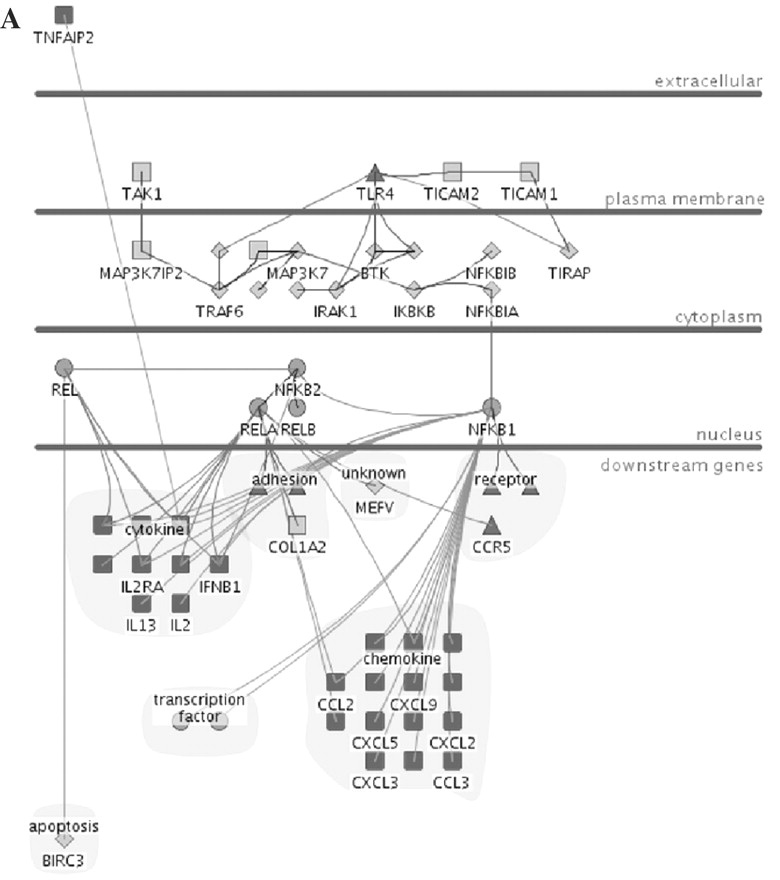 A
TNFAIP2
extracellular
TAK1
TLR4
TICAM2
TICAM1
plasma membrane
MAP3K7IP2
MAP3K7
BTK
NFKBIB
TIRAP
TRAF6
IRAK1
IKBKB
NFKBIA
cytoplasm
REL
NFKB2
RELA
RELB
NFKB1
nucleus
downstream genes
adhesion
unknown
receptor
MEFV
cytokine
COL1A2
CCR5
IL2RA
IFNB1
IL13
IL2
chemokine
transcription
factor
CCL2
CXCL9
CXCL5
CXCL2
CXCL3
CCL3
apoptosis
BIRC3